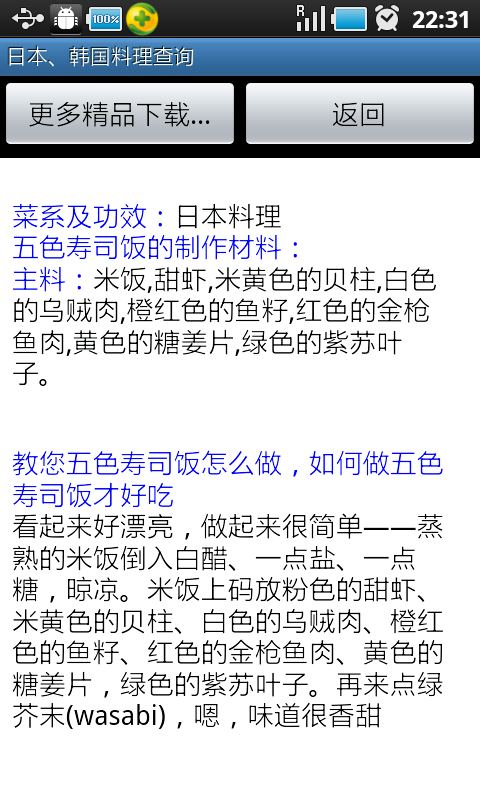 100%
R
22:31
日本、韩国料理查询
更多精品下载...
返回
菜系及功效：日本料理
五色寿司饭的制作材料：
主料：米饭,甜虾,米黄色的贝柱,白色
的乌贼肉,橙红色的鱼籽,红色的金枪
鱼肉,黄色的糖姜片,绿色的紫苏叶
子。
教您五色寿司饭怎么做，如何做五色
寿司饭才好吃
看起来好漂亮，做起来很简单——蒸
熟的米饭倒入白醋、一点盐、一点
糖，晾凉。米饭上码放粉色的甜虾、
米黄色的贝柱、白色的乌贼肉、橙红
色的鱼籽、红色的金枪鱼肉、黄色的
糖姜片，绿色的紫苏叶子。再来点绿
芥末(wasabi)，嗯，味道很香甜